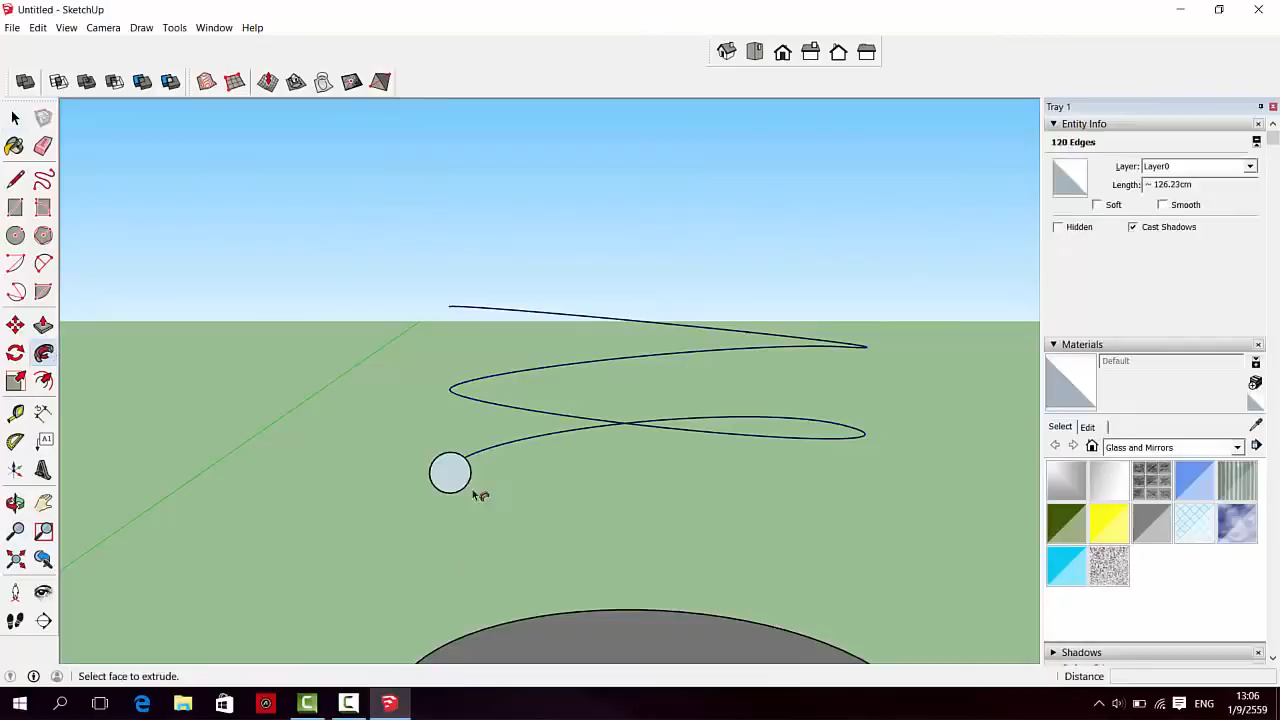 Untitled - SketchUp
File Edit View Camera Draw Tools Window Help
Tray 1
Entity Info
120 Edges
Layer: Layer0
Length: ~ 126.23cm
Soft Smooth
Hidden Cast Shadows
Materials
Default
Select Edit
Glass and Mirrors
A1
Shadows
Select face to extrude.
Distance
ENG
13:06
1/9/2559